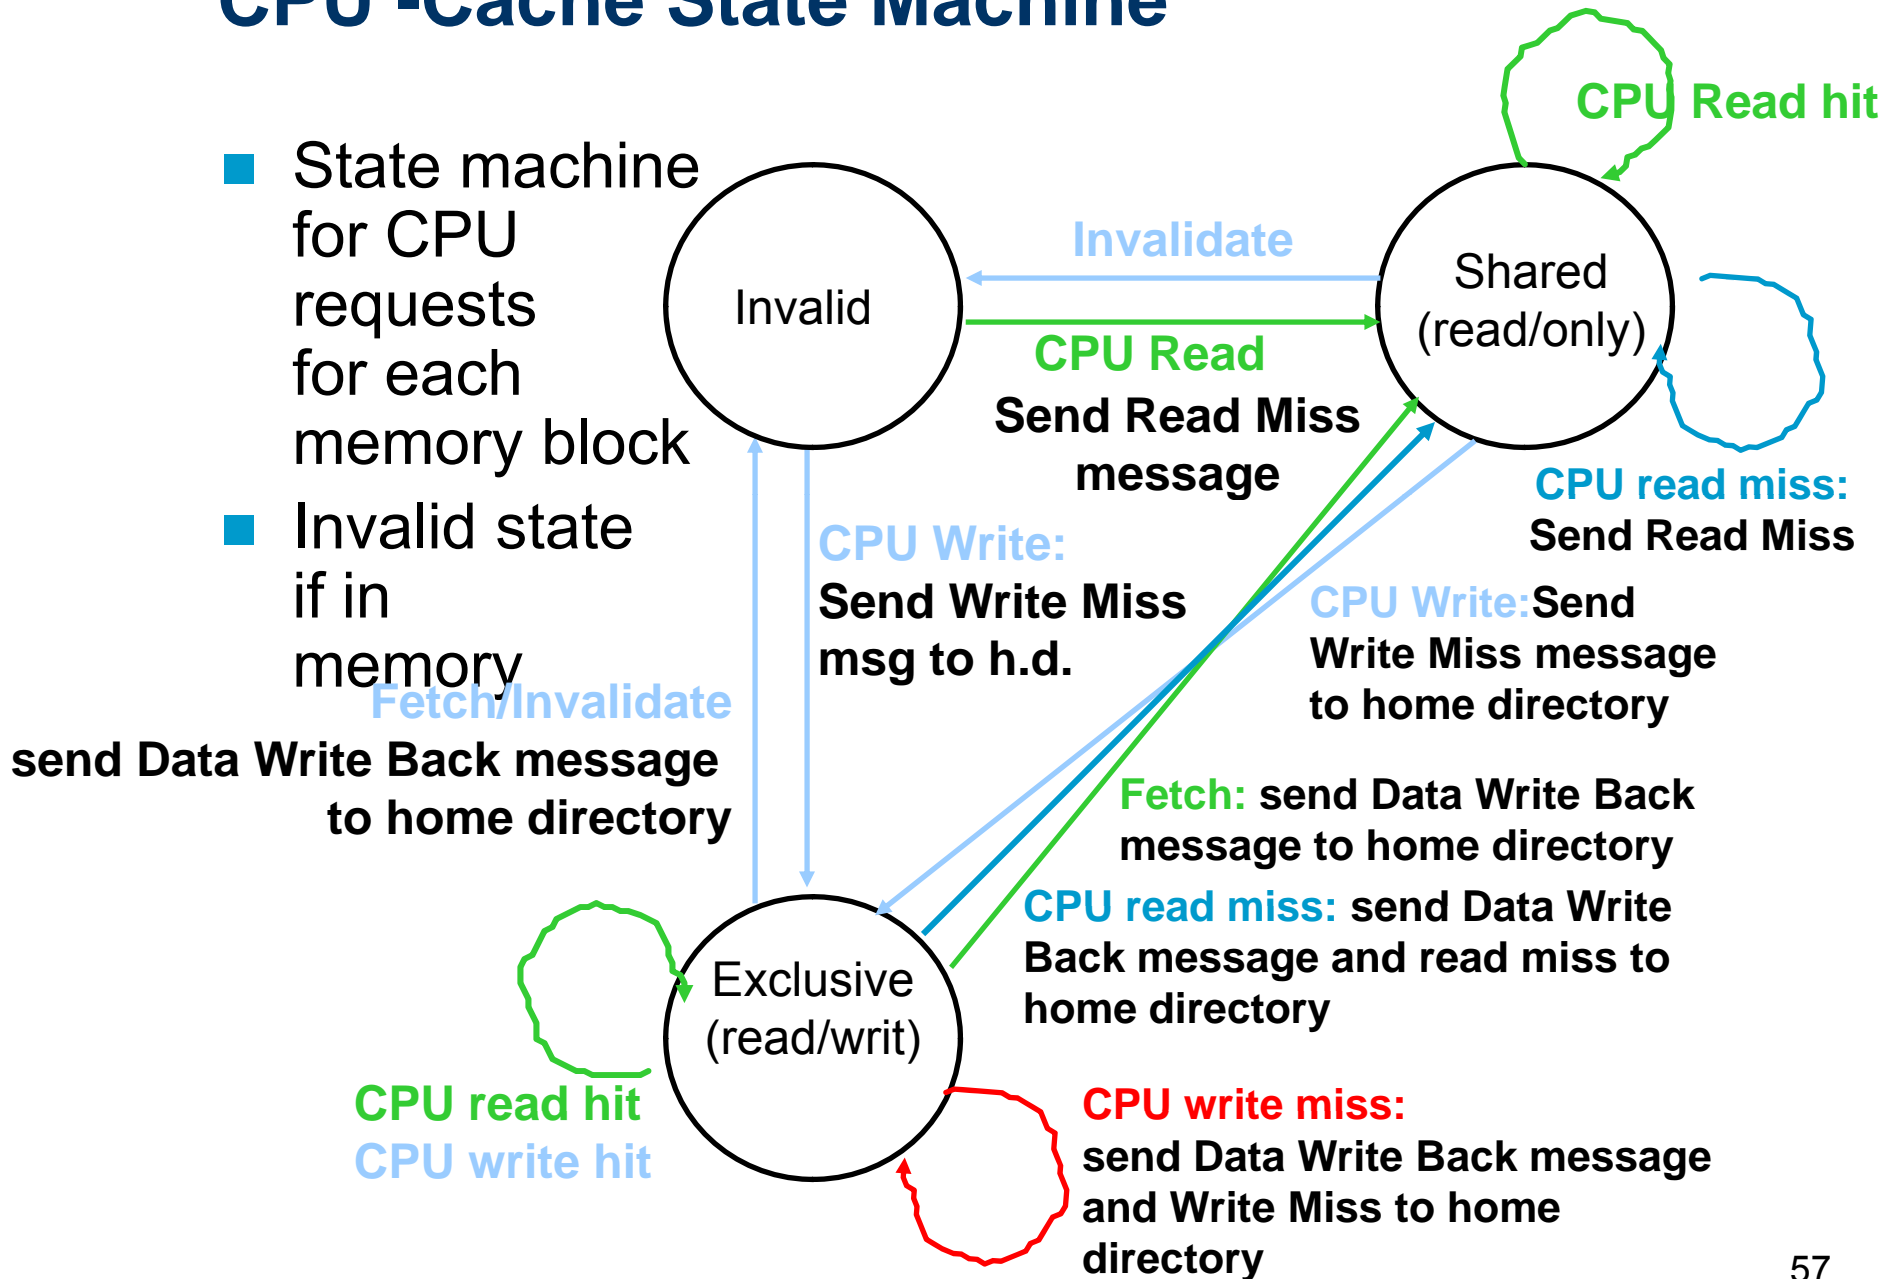 CPU -Cache State Machine
CPU Read hit
State machine
for CPU
requests
for each
memory block
Invalid state
if in
memory
Invalid
Invalidate
Shared
(read/only)
CPU Read
Send Read Miss
message
CPU read miss:
Send Read Miss
CPU Write:
Send Write Miss
msg to h.d.
CPU Write:Send
Write Miss message
to home directory
Fetch/Invalidate
send Data Write Back message
to home directory
Fetch: send Data Write Back
message to home directory
CPU read miss: send Data Write
Back message and read miss to
home directory
Exclusive
(read/writ)
CPU read hit
CPU write hit
CPU write miss:
send Data Write Back message
and Write Miss to home
directory
57